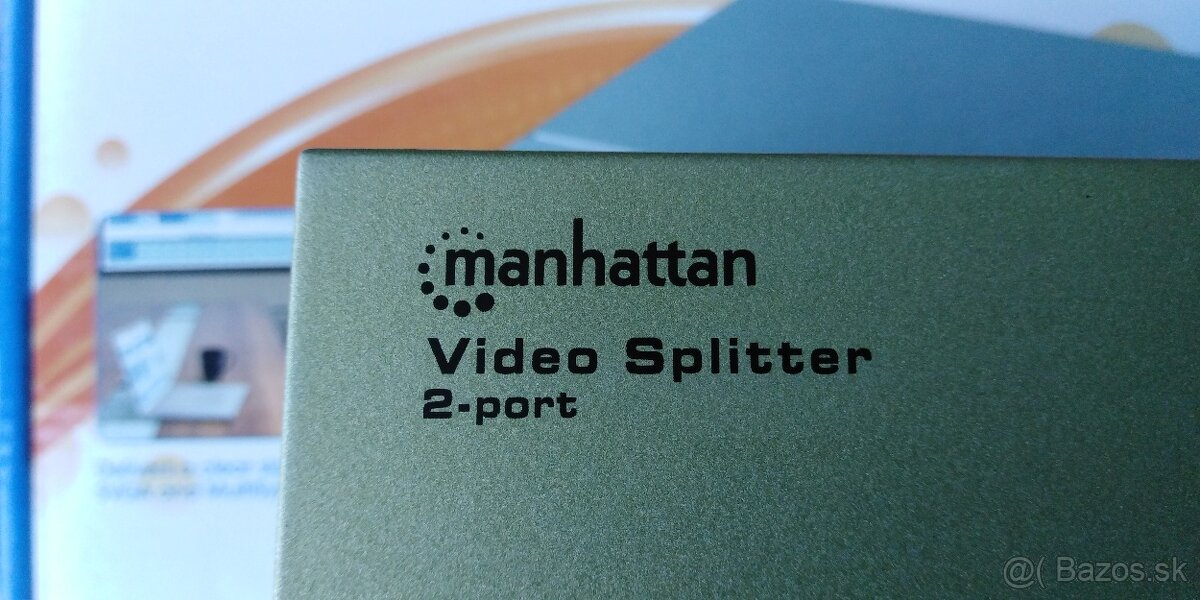 manhattan
Video Splitter
2-port
@( Bazos.sk